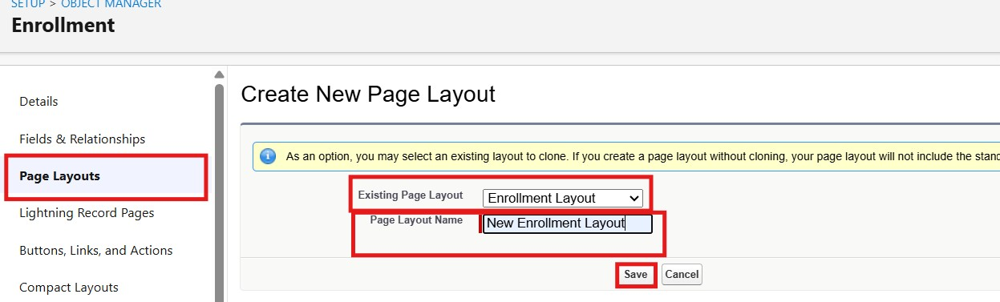 SETUP > OBJECT MANAGER
Enrollment
Details
Fields & Relationships
Page Layouts
Lightning Record Pages
Buttons, Links, and Actions
Compact Layouts
Create New Page Layout
As an option, you may select an existing layout to clone. If you create a page layout without cloning, your page layout will not include the stand
Existing Page Layout Enrollment Layout
Page Layout Name New Enrollment Layout
Save Cancel